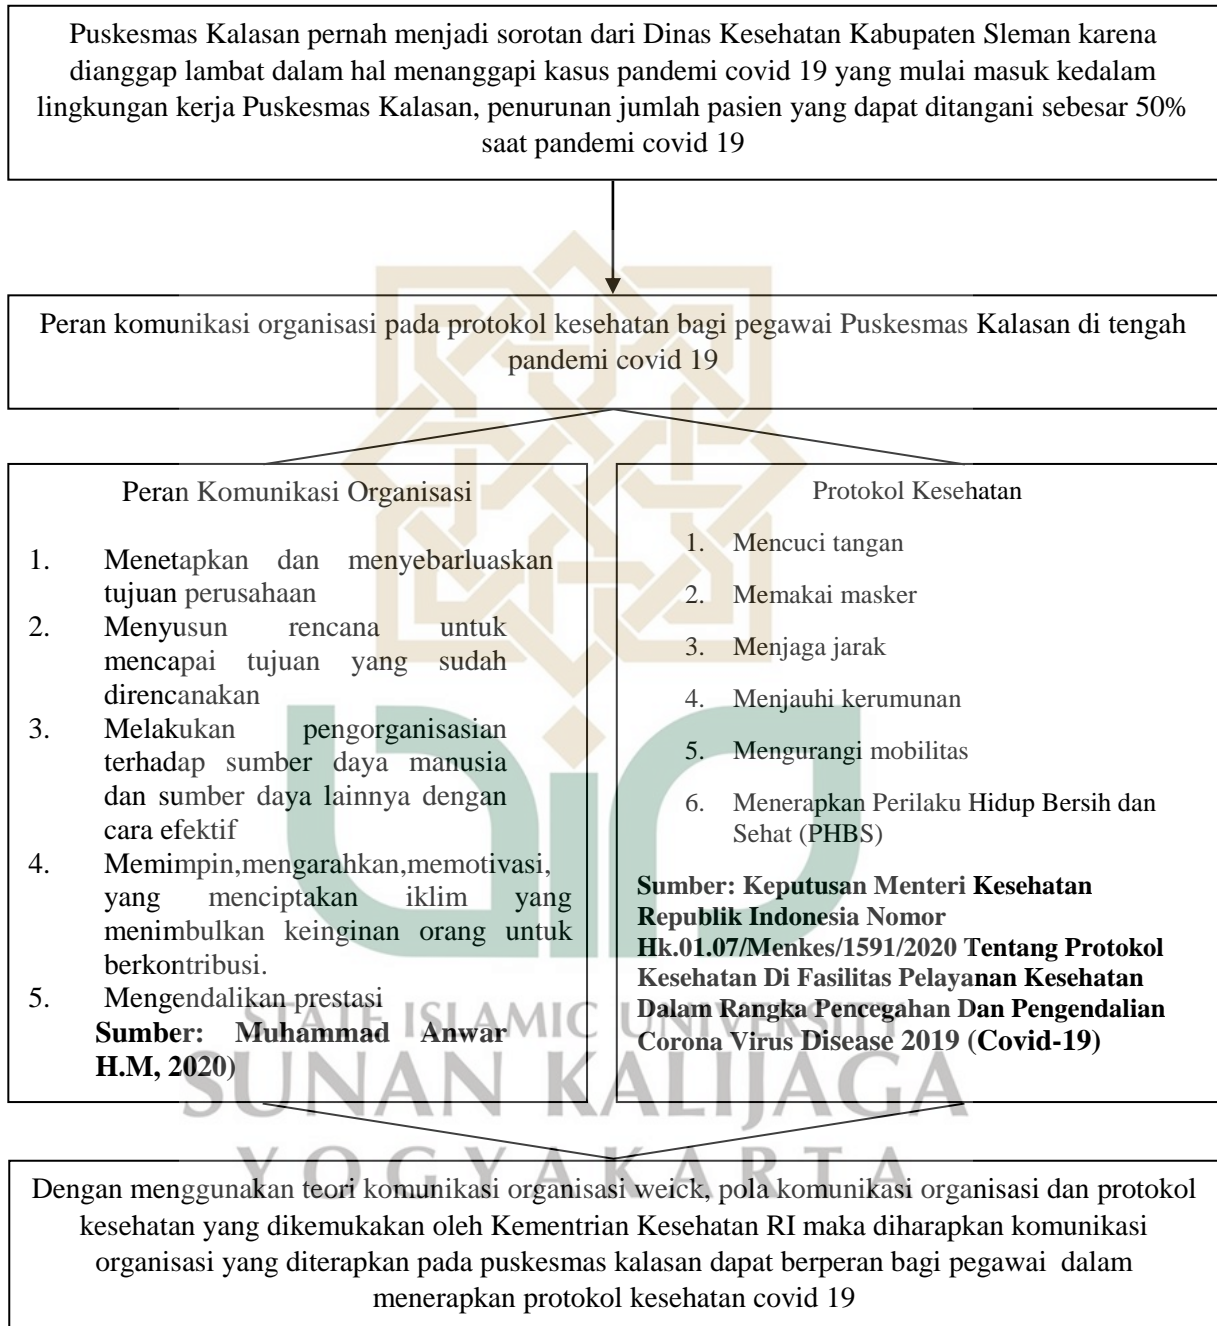 Puskesmas Kalasan pernah menjadi sorotan dari Dinas Kesehatan Kabupaten Sleman karena
dianggap lambat dalam hal menanggapi kasus pandemi covid 19 yang mulai masuk kedalam
lingkungan kerja Puskesmas Kalasan, penurunan jumlah pasien yang dapat ditangani sebesar 50%
saat pandemi covid 19
Peran komunikasi organisasi pada protokol kesehatan bagi pegawai Puskesmas Kalasan di tengah
pandemi covid 19
Peran Komunikasi Organisasi
1. Menetapkan dan menyebarluaskan
tujuan perusahaan
2. Menyusun rencana untuk
mencapai tujuan yang sudah
direncanakan
3. Melakukan pengorganisasian
terhadap sumber daya manusia
dan sumber daya lainnya dengan
cara efektif
4. Memimpin,mengarahkan,memotivasi,
yang menciptakan iklim yang
menimbulkan keinginan orang untuk
berkontribusi.
5. Mengendalikan prestasi
Sumber: Muhammad Anwar
H.M, 2020)
Protokol Kesehatan
1. Mencuci tangan
2. Memakai masker
3. Menjaga jarak
4. Menjauhi kerumunan
5. Mengurangi mobilitas
6. Menerapkan Perilaku Hidup Bersih dan
Sehat (PHBS)
Sumber: Keputusan Menteri Kesehatan
Republik Indonesia Nomor
Hk.01.07/Menkes/1591/2020 Tentang Protokol
Kesehatan Di Fasilitas Pelayanan Kesehatan
Dalam Rangka Pencegahan Dan Pengendalian
Corona Virus Disease 2019 (Covid-19)
STATE ISLAMIC UNIVERSITY
SUNAN KALIJAGA
YOGYAKARTA
Dengan menggunakan teori komunikasi organisasi weick, pola komunikasi organisasi dan protokol
kesehatan yang dikemukakan oleh Kementrian Kesehatan RI maka diharapkan komunikasi
organisasi yang diterapkan pada puskesmas kalasan dapat berperan bagi pegawai dalam
menerapkan protokol kesehatan covid 19